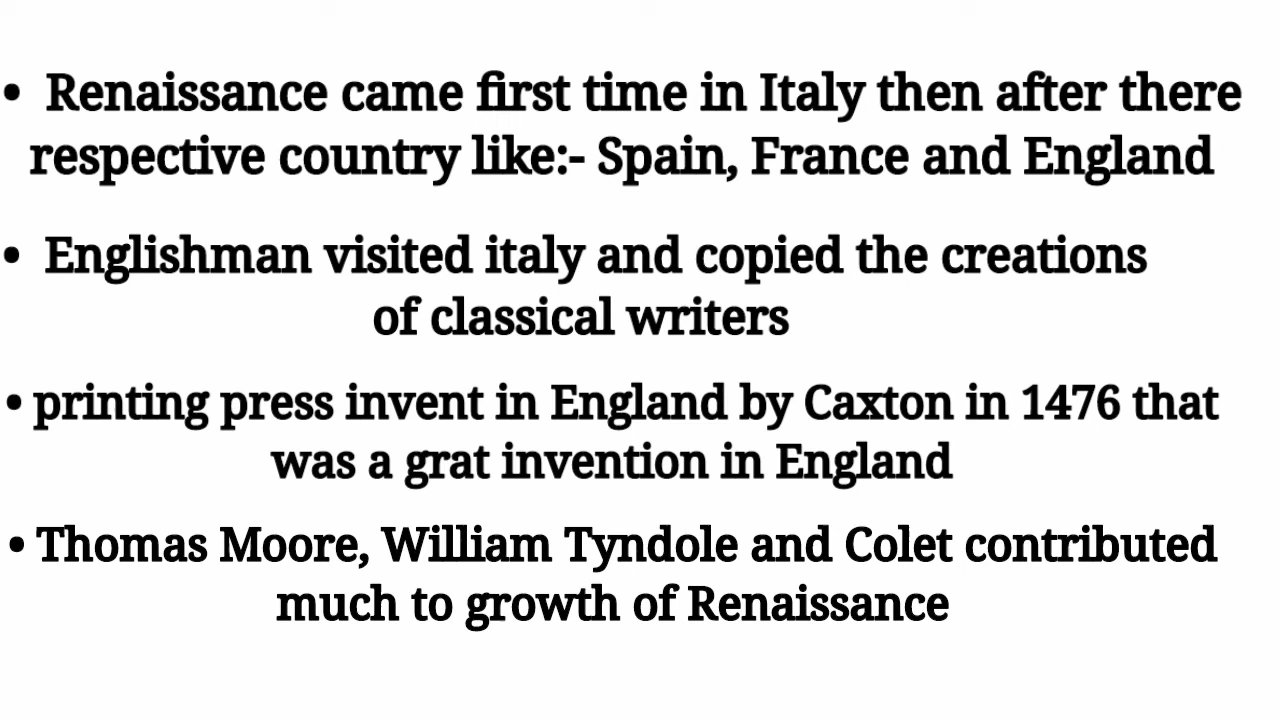 • Renaissance came first time in Italy then after there
respective country like:- Spain, France and England
• Englishman visited italy and copied the creations
of classical writers
• printing press invent in England by Caxton in 1476 that
was a grat invention in England
• Thomas Moore, William Tyndole and Colet contributed
much to growth of Renaissance